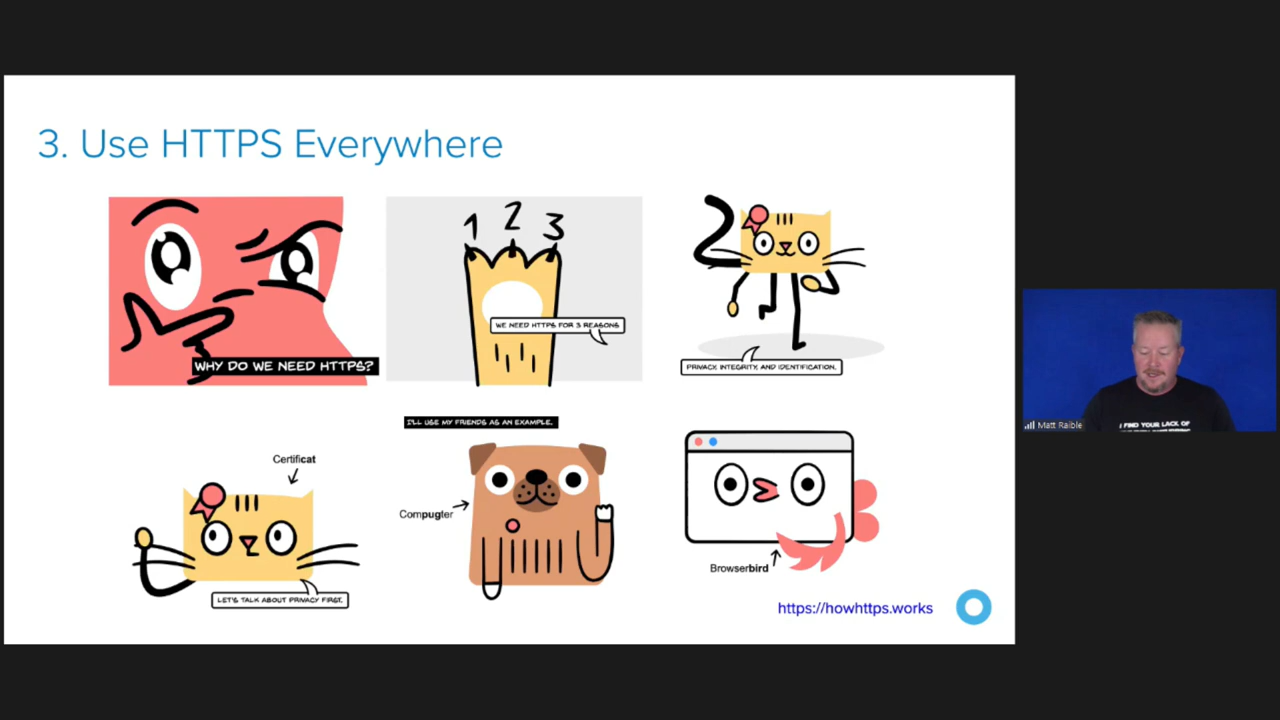 3. Use HTTPS Everywhere
WHY DO WE NEED HTTPS?
1 2 3
WE NEED HTTPS FOR 3 REASONS
PRIVACY, INTEGRITY, AND IDENTIFICATION.
Certificat
LET'S TALK ABOUT PRIVACY FIRST.
I'LL USE MY FRIENDS AS AN EXAMPLE.
Compugter
Browserbird
https://howhttps.works
Matt Raible
I FIND YOUR LACK OF